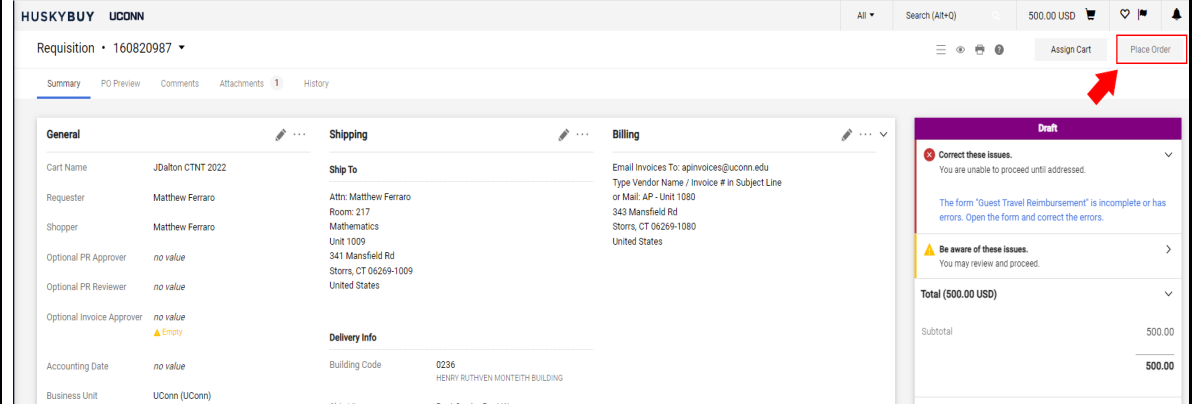 HUSKYBUY UCONN
All
Search (Alt+Q)
500.00 USD
Requisition • 160820987
Assign Cart
Place Order
Summary
PO Preview
Comments
Attachments 1
History
General
Cart Name JDalton CTNT 2022
Requester Matthew Ferraro
Shopper Matthew Ferraro
Optional PR Approver no value
Optional PR Reviewer no value
Optional Invoice Approver no value
Empty
Accounting Date no value
Business Unit UConn (UConn)
Shipping
Ship To
Attn: Matthew Ferraro
Room: 217
Mathematics
Unit 1009
341 Mansfield Rd
Storrs, CT 06269-1009
United States
Delivery Info
Building Code 0236
HENRY RUTHVEN MONTEITH BUILDING
Billing
Email Invoices To: apinvoices@uconn.edu
Type Vendor Name / Invoice # in Subject Line
or Mail: AP - Unit 1080
343 Mansfield Rd
Storrs, CT 06269-1080
United States
Draft
Correct these issues.
You are unable to proceed until addressed.
The form "Guest Travel Reimbursement" is incomplete or has
errors. Open the form and correct the errors.
Be aware of these issues.
You may review and proceed.
Total (500.00 USD)
Subtotal 500.00
500.00